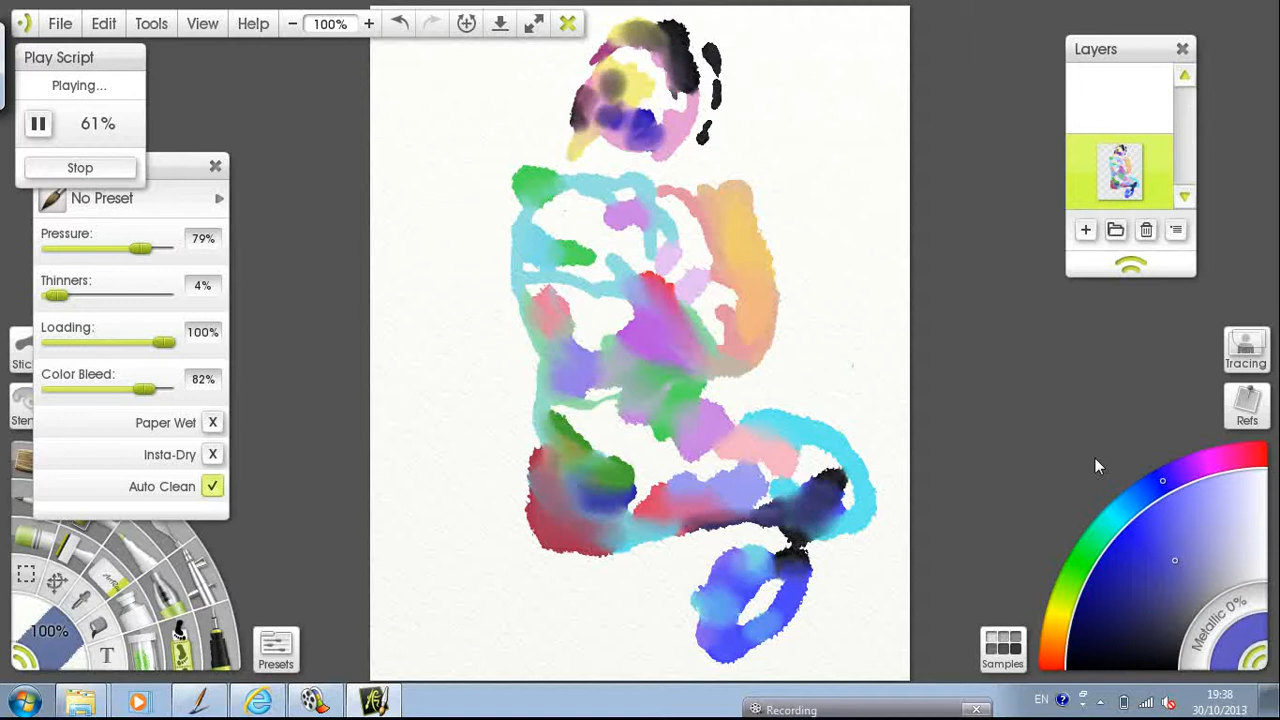 File Edit Tools View Help − 100% +
Play Script
Playing...
61%
Stop
No Preset
Pressure:
79%
Thinners:
4%
Loading:
100%
Color Bleed:
82%
Paper Wet X
Insta-Dry X
Auto Clean
Stic
Sten
100%
T
Presets
Layers
Tracing
Refs
Metallic 0%
Samples
Recording
EN
19:38
30/10/2013